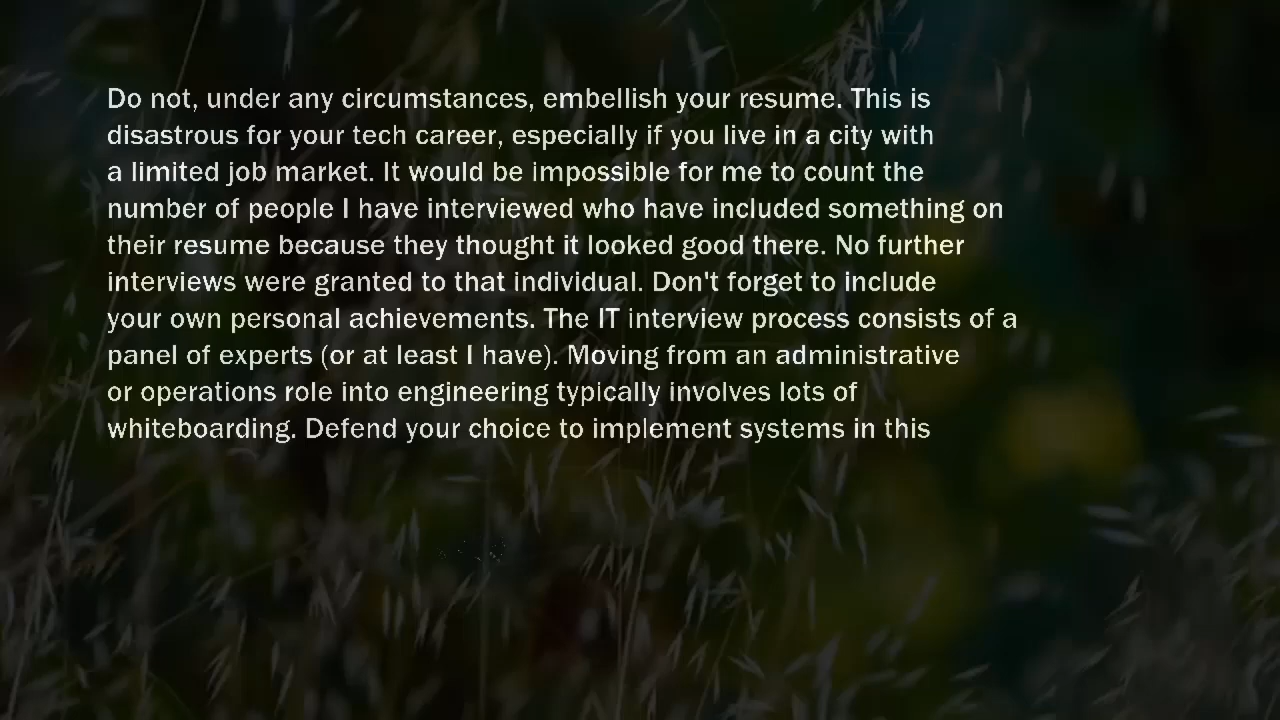 Do not, under any circumstances, embellish your resume. This is
disastrous for your tech career, especially if you live in a city with
a limited job market. It would be impossible for me to count the
number of people I have interviewed who have included something on
their resume because they thought it looked good there. No further
interviews were granted to that individual. Don't forget to include
your own personal achievements. The IT interview process consists of a
panel of experts (or at least I have). Moving from an administrative
or operations role into engineering typically involves lots of
whiteboarding. Defend your choice to implement systems in this